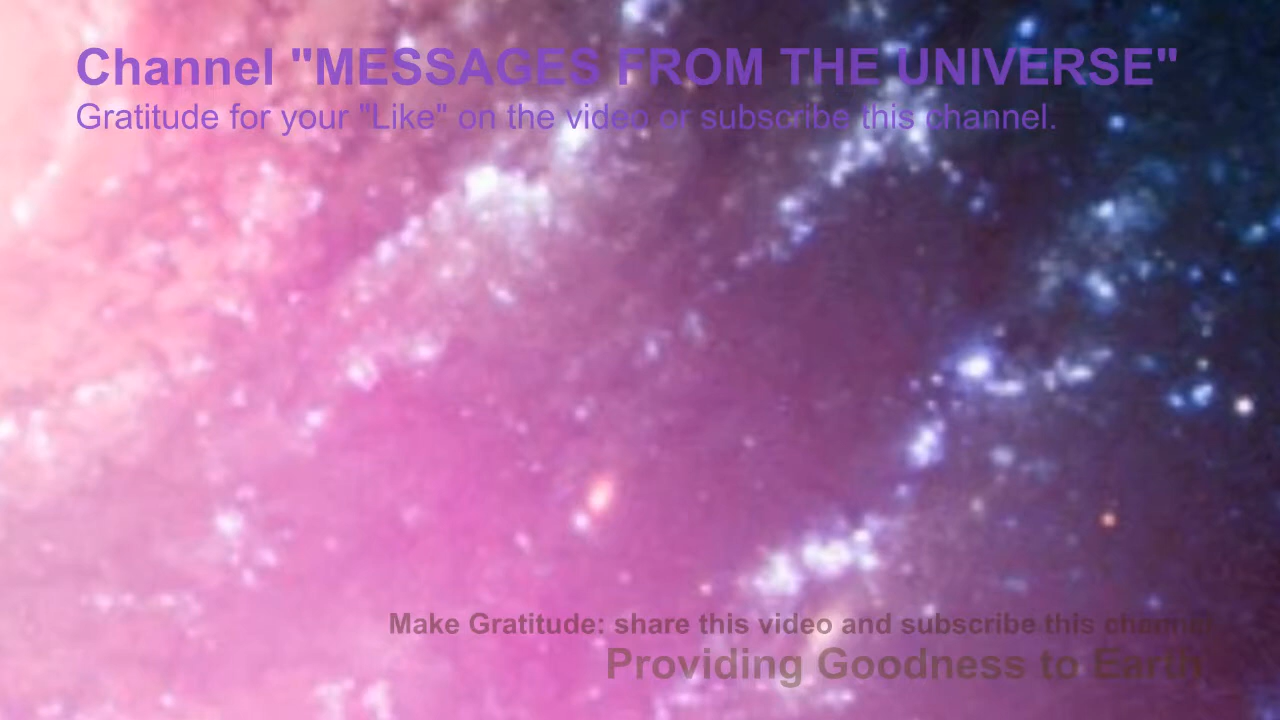 Channel "MESSAGES FROM THE UNIVERSE"
Gratitude for your "Like" on the video or subscribe this channel.
Make Gratitude: share this video and subscribe this channel
Providing Goodness to Earth